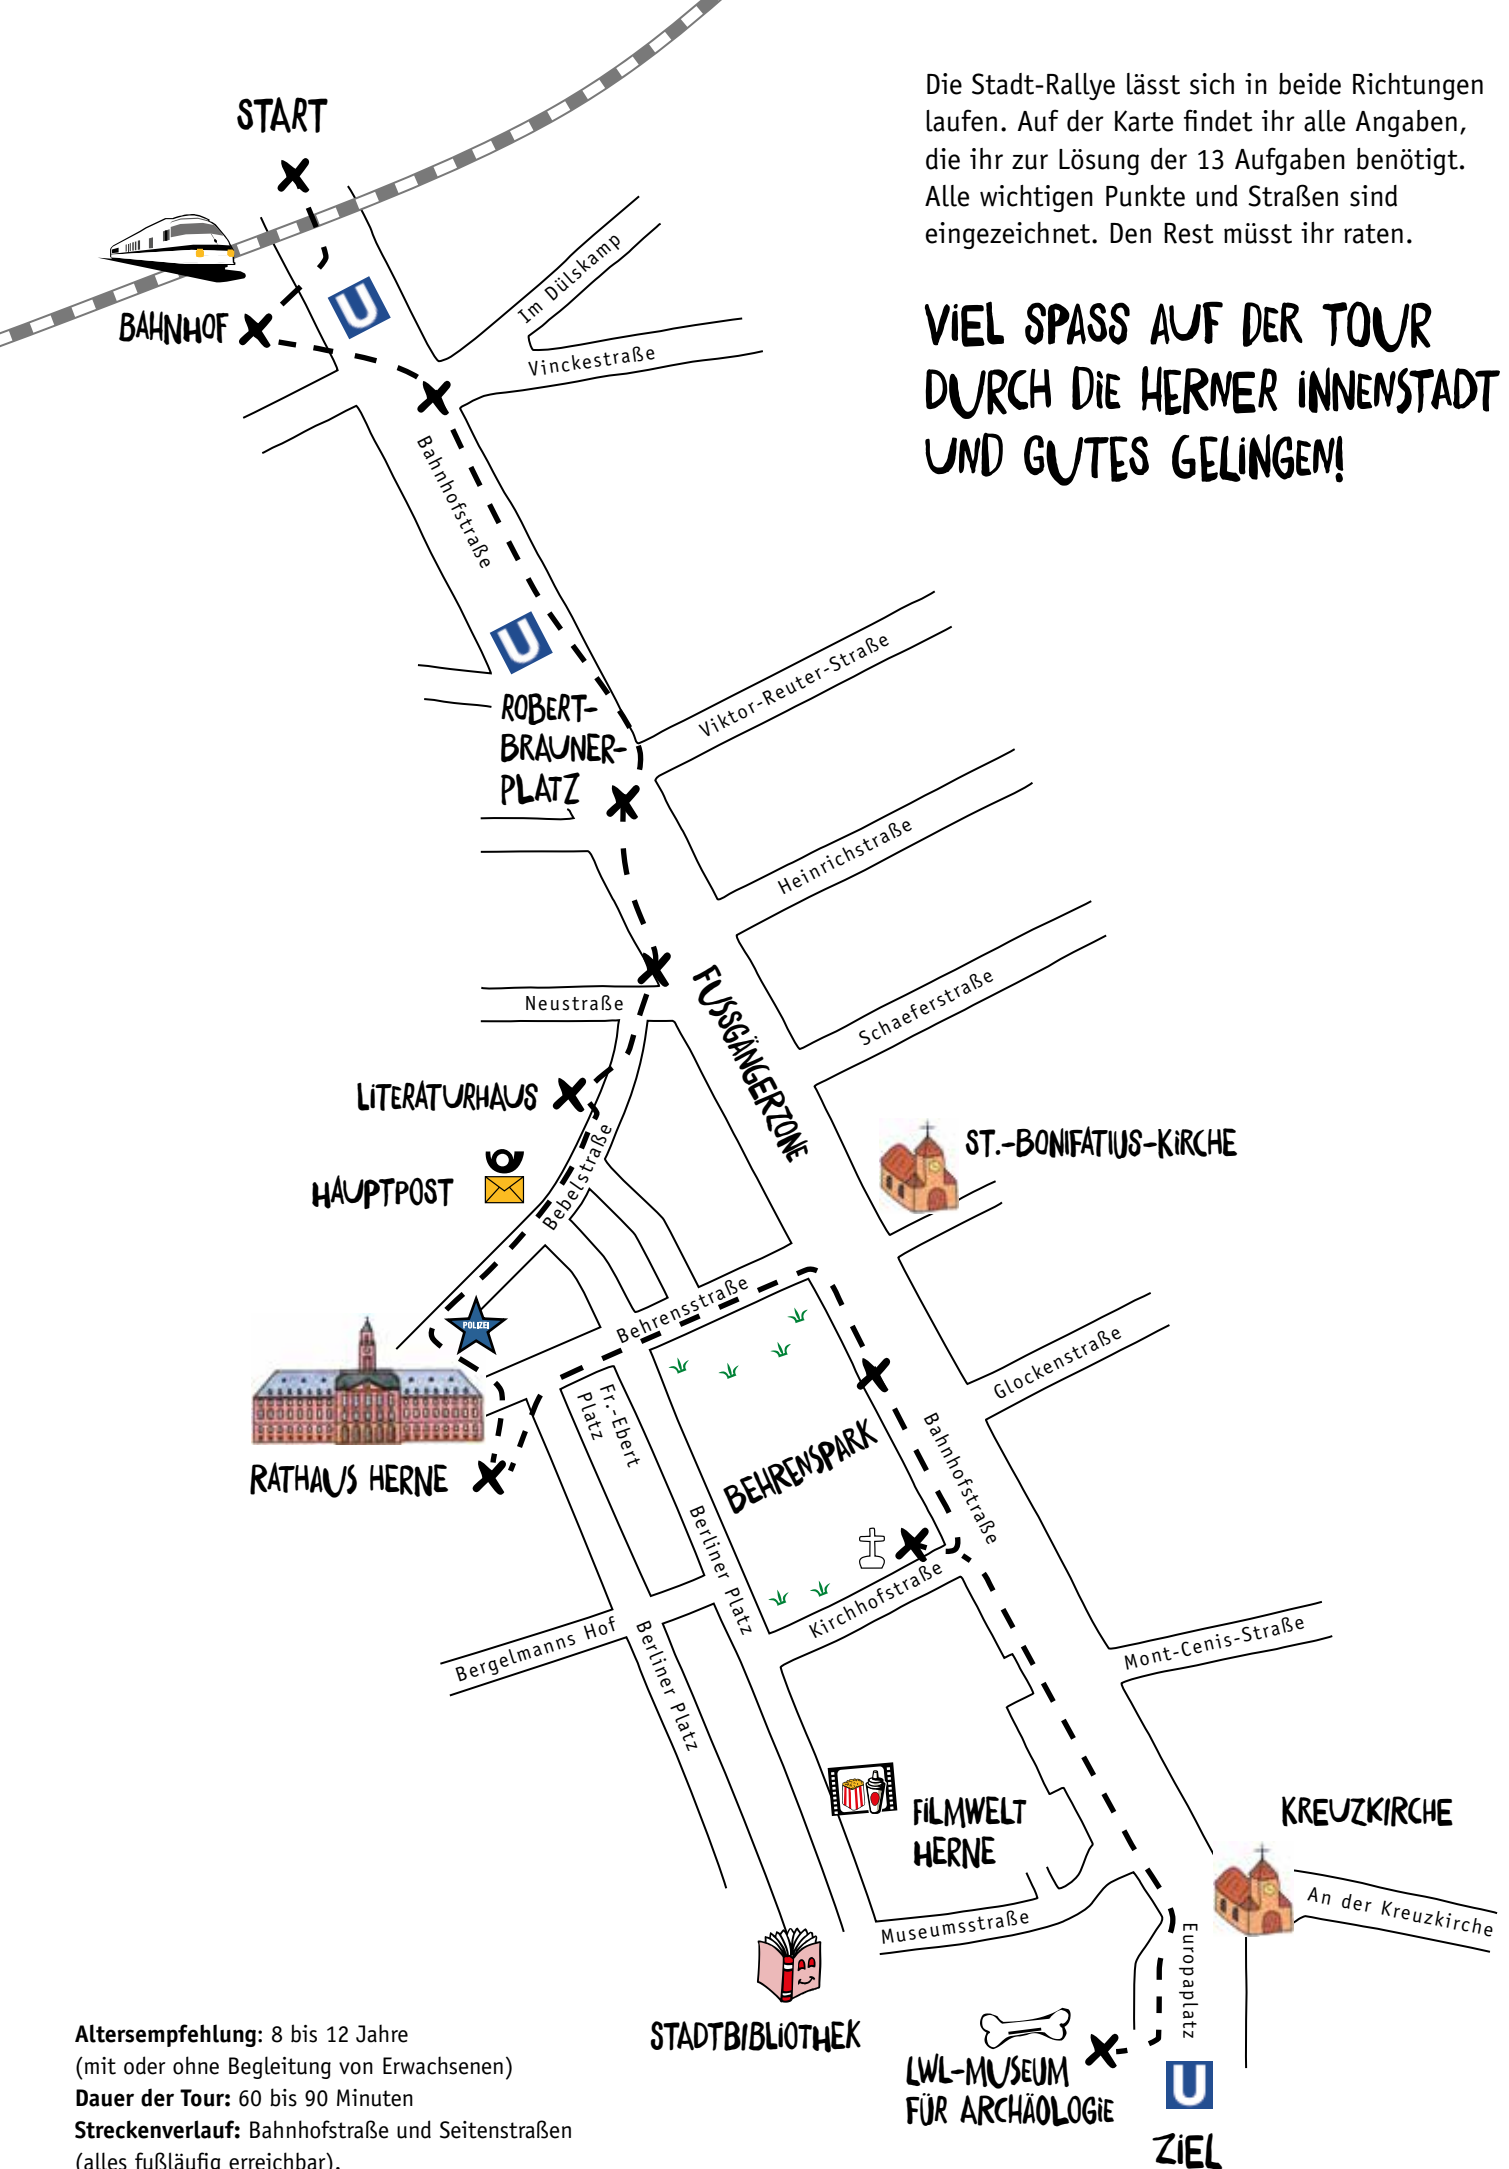 Die Stadt-Rallye lässt sich in beide Richtungen
laufen. Auf der Karte findet ihr alle Angaben,
die ihr zur Lösung der 13 Aufgaben benötigt.
Alle wichtigen Punkte und Straßen sind
eingezeichnet. Den Rest müsst ihr raten.
START
BAHNHOF
U
Im Dülskamp
Vinckestraße
ViEL SPASS AUF DER TOUR
DURCH DiE HERNER iNNENSTADT
UND GUTES GELiNGEN!
Bahnhofstraße
U
ROBERT-
BRAUNER-
PLATZ
Viktor-Reuter-Straße
Heinrichstraße
Schaeferstraße
Neustraße
FUSSGÄNGERZONE
LiTERATURHAUS
HAUPTPOST
Bebelstraße
ST.-BONiFATIUS-KiRCHE
POLIZEI
Behrensstraße
Glockenstraße
RATHAUS HERNE
Fr.-Ebert
Platz
BEHRENSPARK
Bahnhofstraße
Berliner Platz
Kirchhofstraße
Bergelmanns Hof
Berliner Platz
Mont-Cenis-Straße
FiLMWELT
HERNE
KREUZKIRCHE
An der Kreuzkirche
Museumsstraße
Europaplatz
STADTBiBLiOTHEK
LWL-MUSEUM
FÜR ARCHÄOLOGiE
U
ZiEL
Altersempfehlung: 8 bis 12 Jahre
(mit oder ohne Begleitung von Erwachsenen)
Dauer der Tour: 60 bis 90 Minuten
Streckenverlauf: Bahnhofstraße und Seitenstraßen
(alles fußläufig erreichbar).